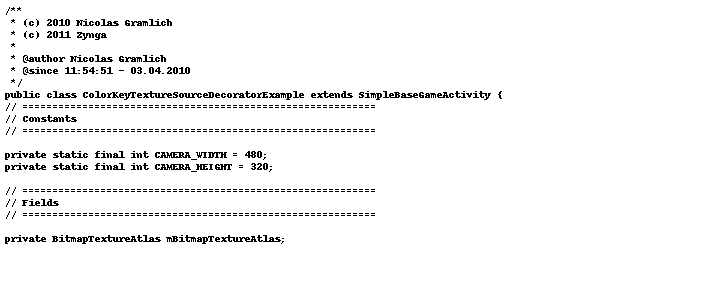 /**
 * (c) 2010 Nicolas Gramlich
 * (c) 2011 Zynga
 *
 * @author Nicolas Gramlich
 * @since 11:54:51 - 03.04.2010
 */
public class ColorKeyTextureSourceDecoratorExample extends SimpleBaseGameActivity {
// ===========================================================
// Constants
// ===========================================================
private static final int CAMERA_WIDTH = 480;
private static final int CAMERA_HEIGHT = 320;
// ===========================================================
// Fields
// ===========================================================
private BitmapTextureAtlas mBitmapTextureAtlas;